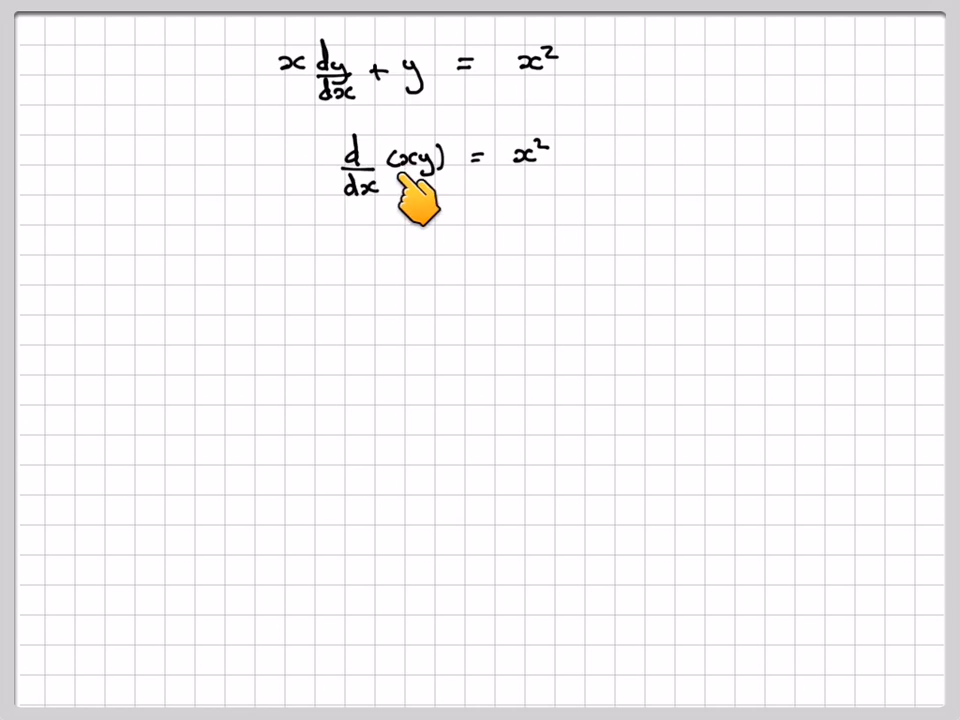 x dy/dx + y = x²
d/dx (xy) = x²